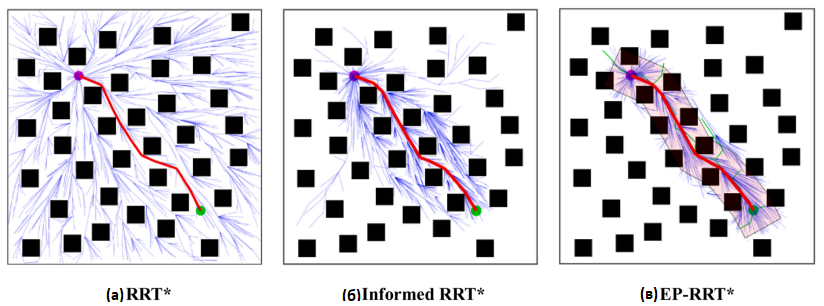 (а) RRT*
(б) Informed RRT*
(в) EP-RRT*